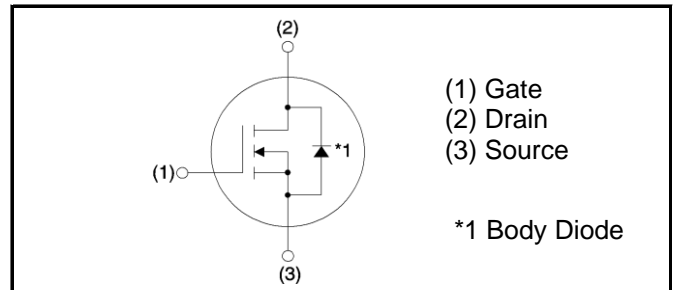 (2)
(1) Gate
(2) Drain
(3) Source
*1
(1)
*1 Body Diode
(3)